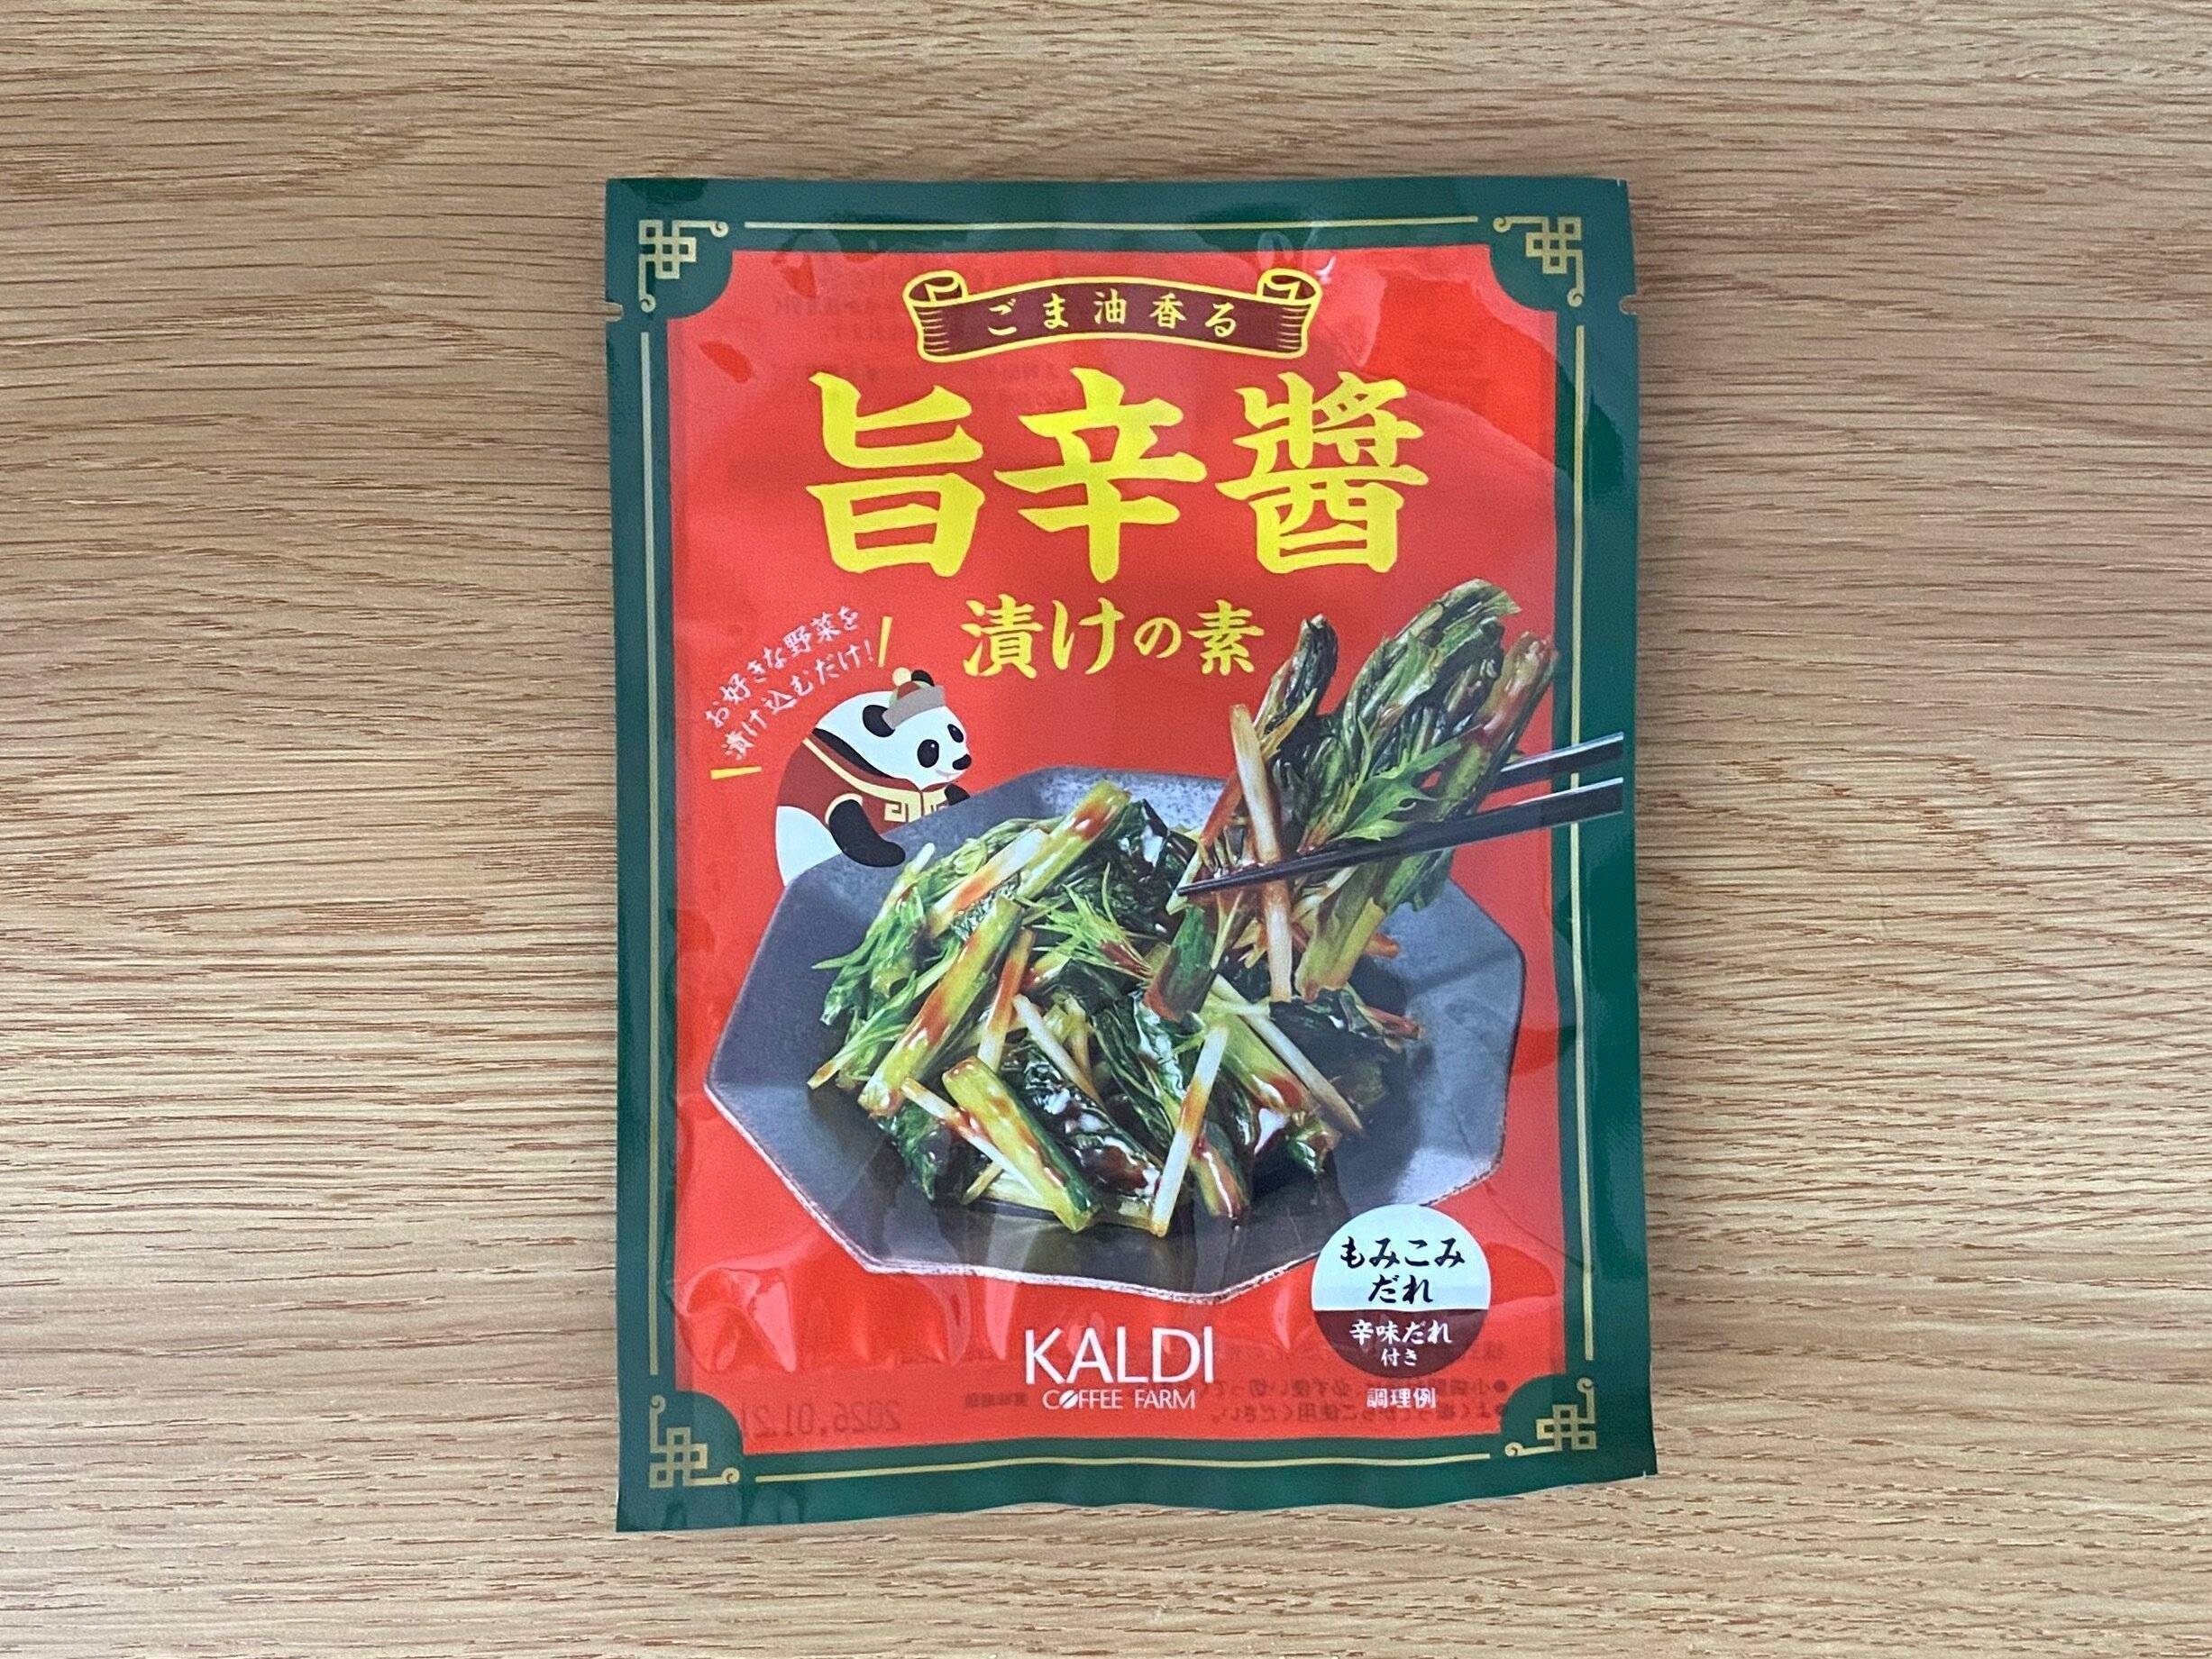 ごま油香る
旨辛醬
漬けの素
お好きな野菜を
漬け込むだけ!
もみこみ
だれ
辛味だれ
付き
調理例
KALDI
COFFEE FARM